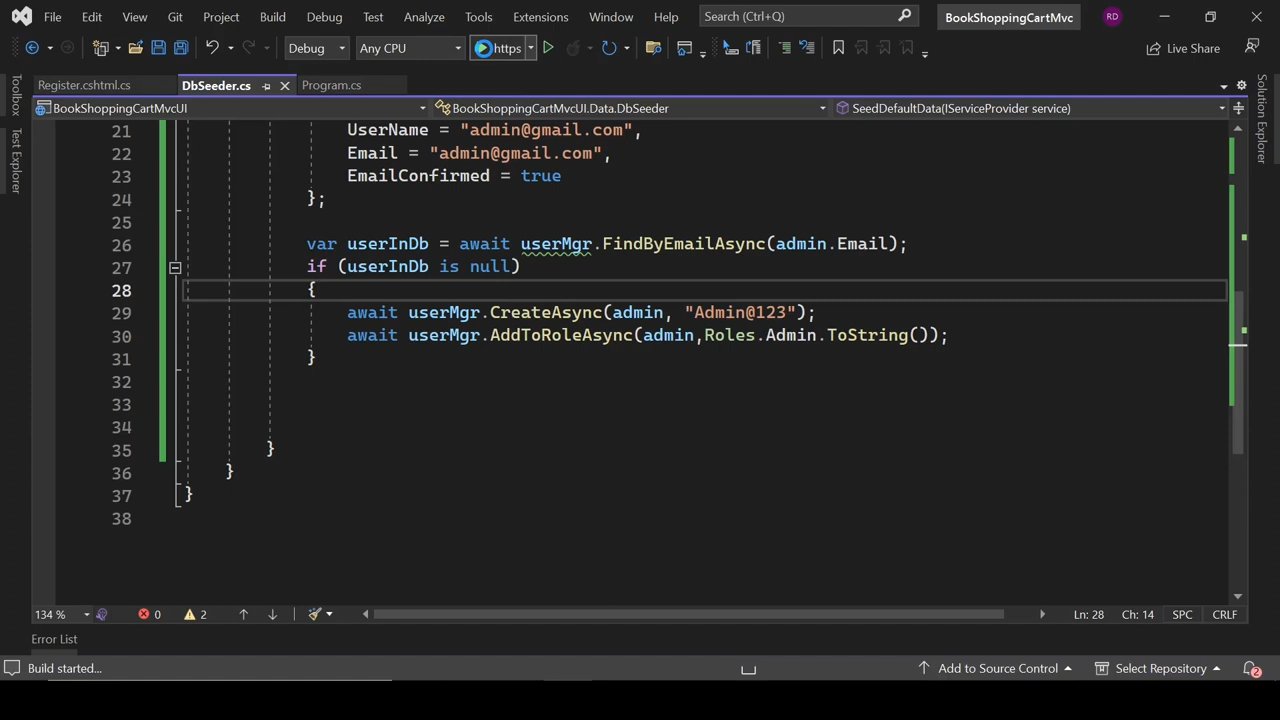 File Edit View Git Project Build Debug Test Analyze Tools Extensions Window Help Search (Ctrl+Q) BookShoppingCartMvc RD
Debug Any CPU https Live Share
Register.cshtml.cs DbSeeder.cs Program.cs
BookShoppingCartMvcUI BookShoppingCartMvcUI.Data.DbSeeder SeedDefaultData(IServiceProvider service)
Toolbox
Test Explorer
Solution Explorer
21 UserName = "admin@gmail.com",
22 Email = "admin@gmail.com",
23 EmailConfirmed = true
24 };
25
26 var userInDb = await userMgr.FindByEmailAsync(admin.Email);
27 if (userInDb is null)
28 {
29 await userMgr.CreateAsync(admin, "Admin@123");
30 await userMgr.AddToRoleAsync(admin,Roles.Admin.ToString());
31 }
32
33
34
35 }
36 }
37 }
38
134 % 0 2 Ln: 28 Ch: 14 SPC CRLF
Error List
Build started... Add to Source Control Select Repository 2